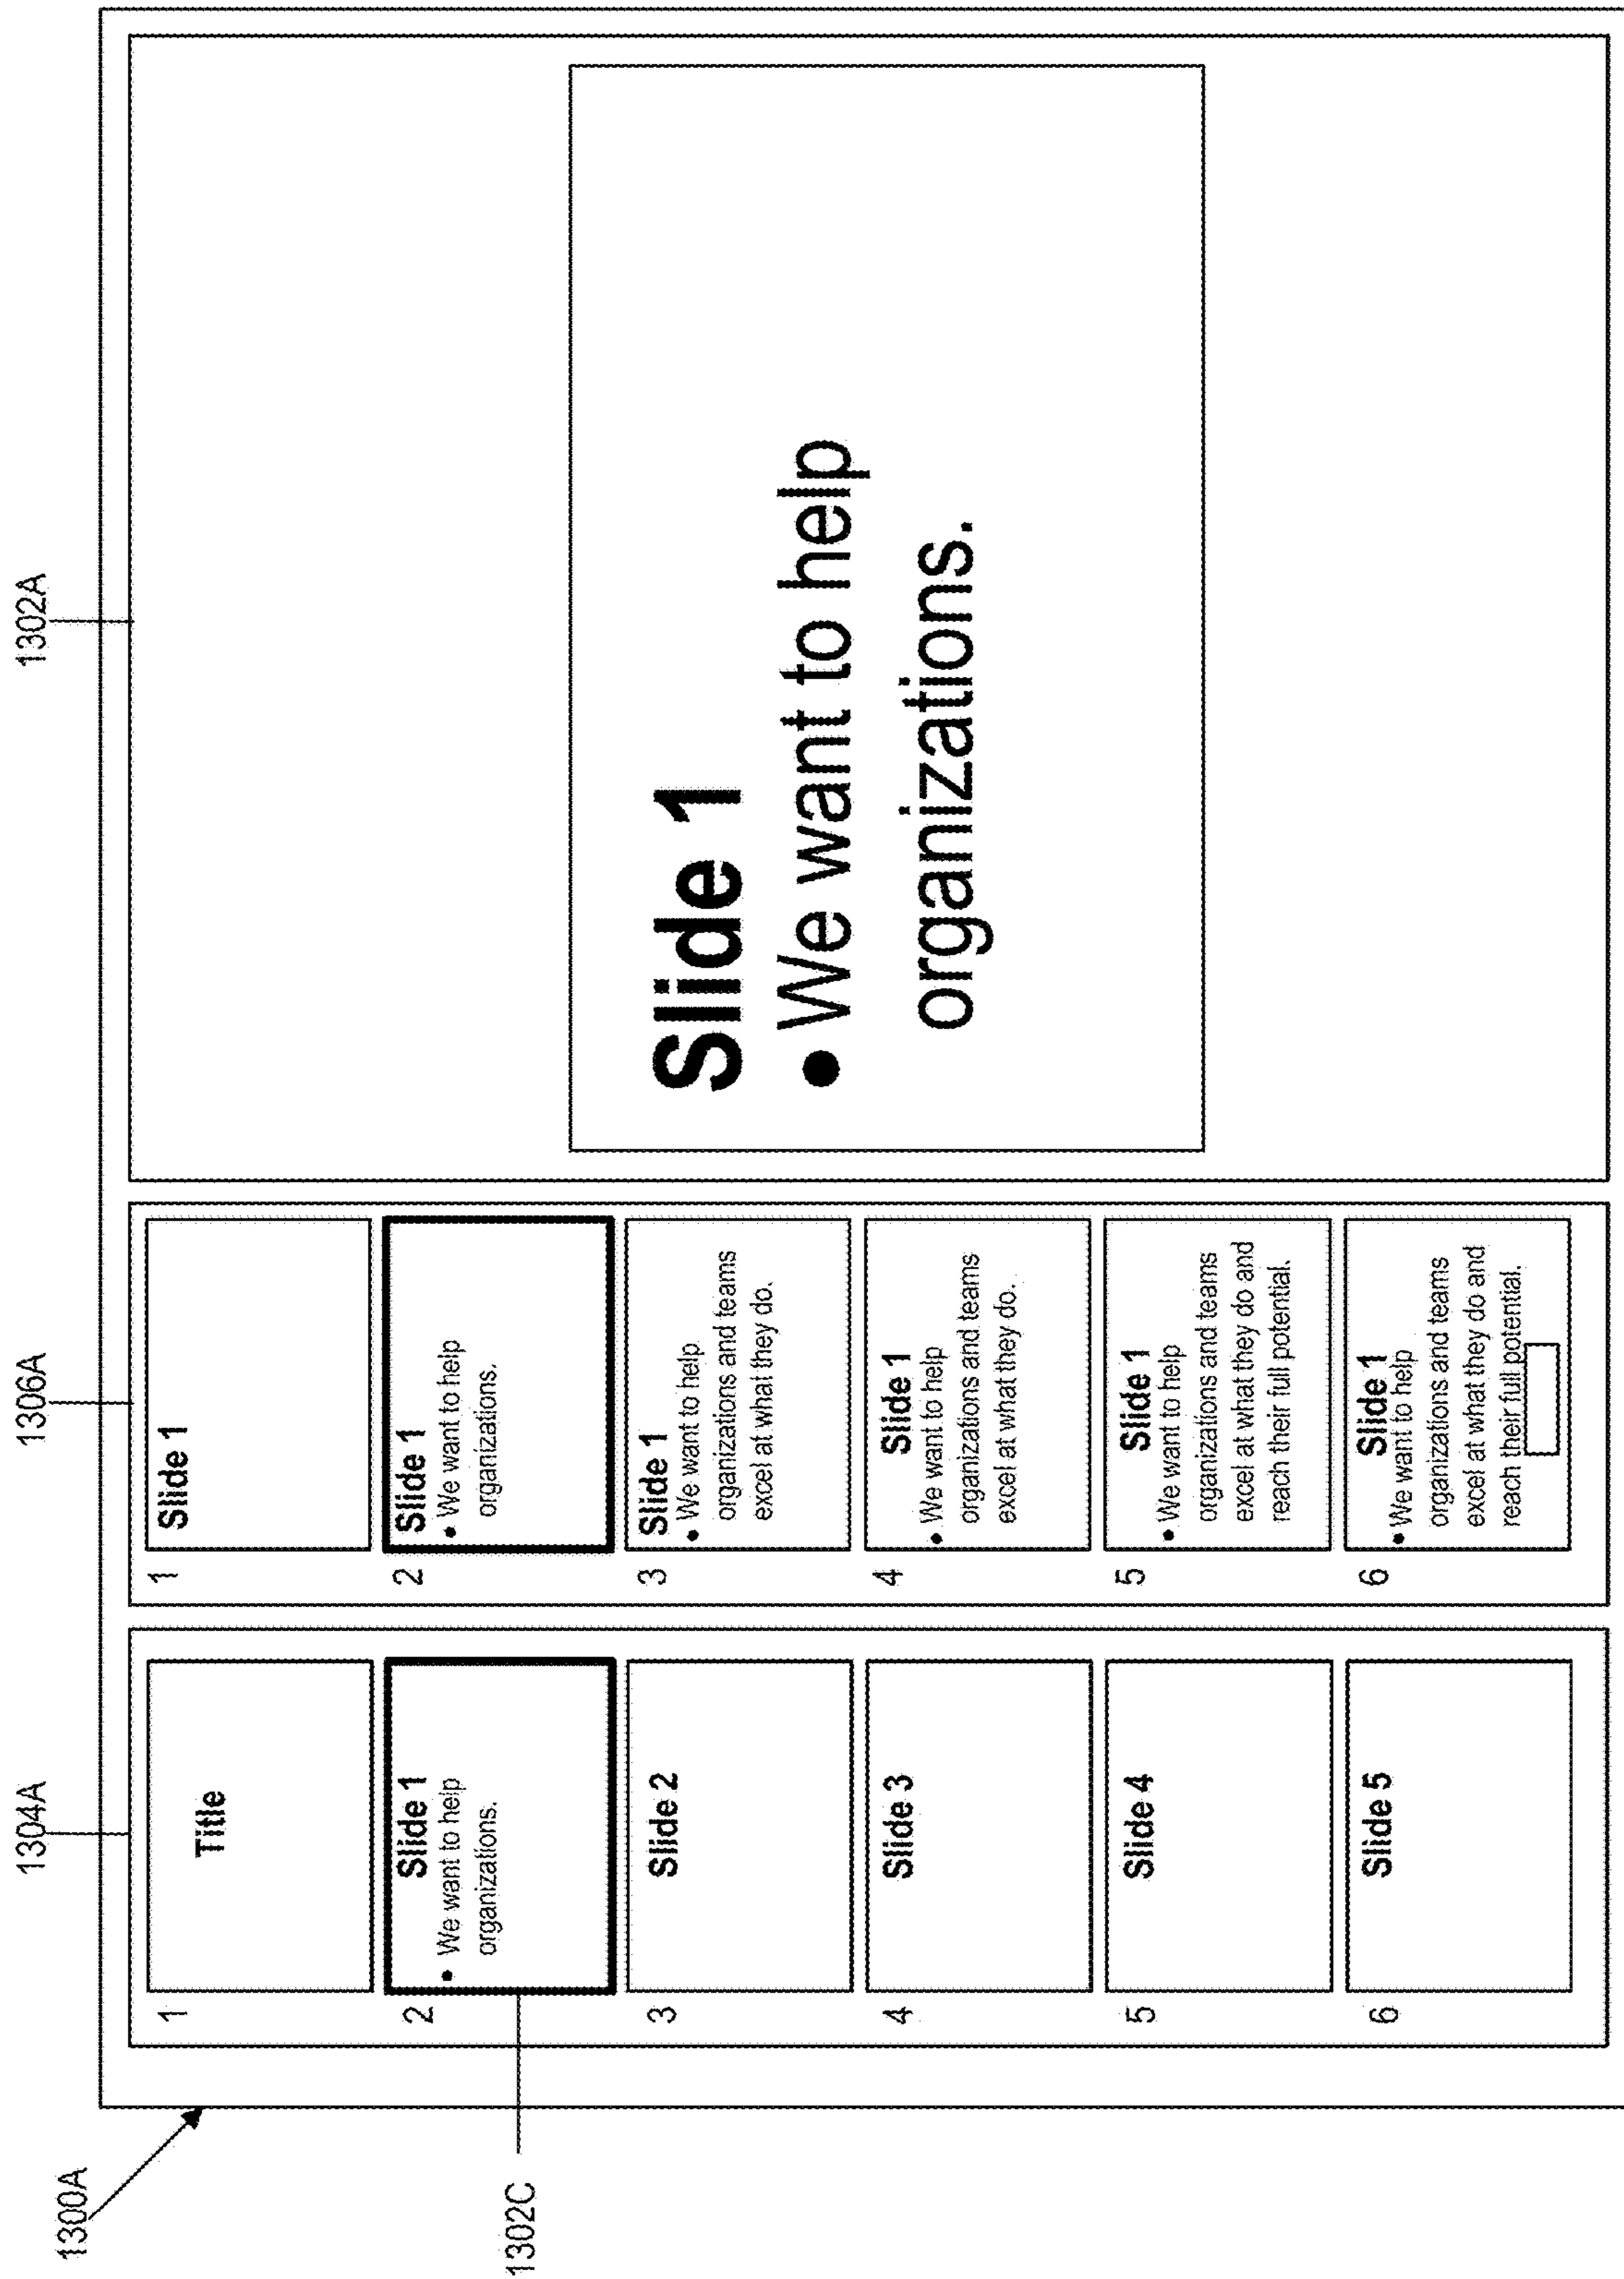 1300A
1304A
1306A
1302A
1302C
1
Title
2
Slide 1
• We want to help
organizations.
3
Slide 2
4
Slide 3
5
Slide 4
6
Slide 5
1
Slide 1
2
Slide 1
• We want to help
organizations.
3
Slide 1
• We want to help
organizations and teams
excel at what they do.
4
Slide 1
• We want to help
organizations and teams
excel at what they do.
5
Slide 1
• We want to help
organizations and teams
excel at what they do and
reach their full potential.
6
Slide 1
• We want to help
organizations and teams
excel at what they do and
reach their full potential.
Slide 1
• We want to help
organizations.